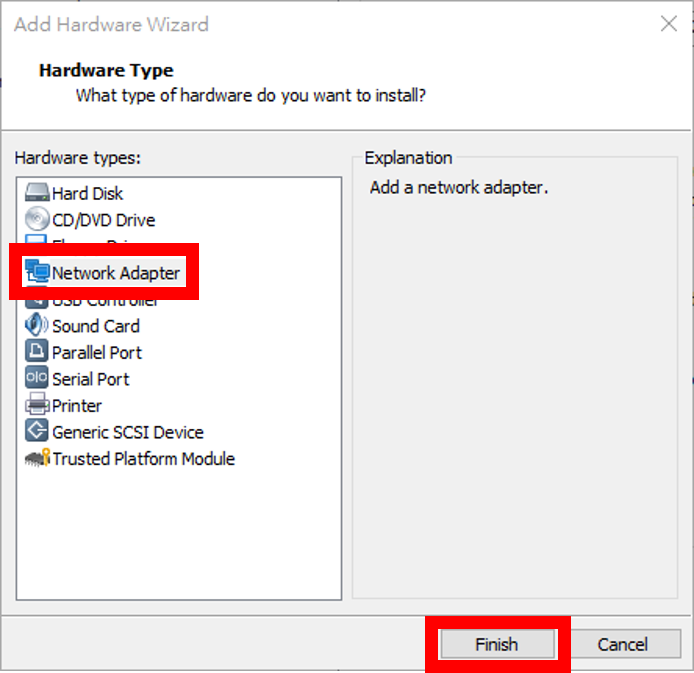 Add Hardware Wizard
Hardware Type
What type of hardware do you want to install?
Hardware types:
Hard Disk
CD/DVD Drive
Network Adapter
USB Controller
Sound Card
Parallel Port
Serial Port
Printer
Generic SCSI Device
Trusted Platform Module
Explanation
Add a network adapter.
Finish
Cancel